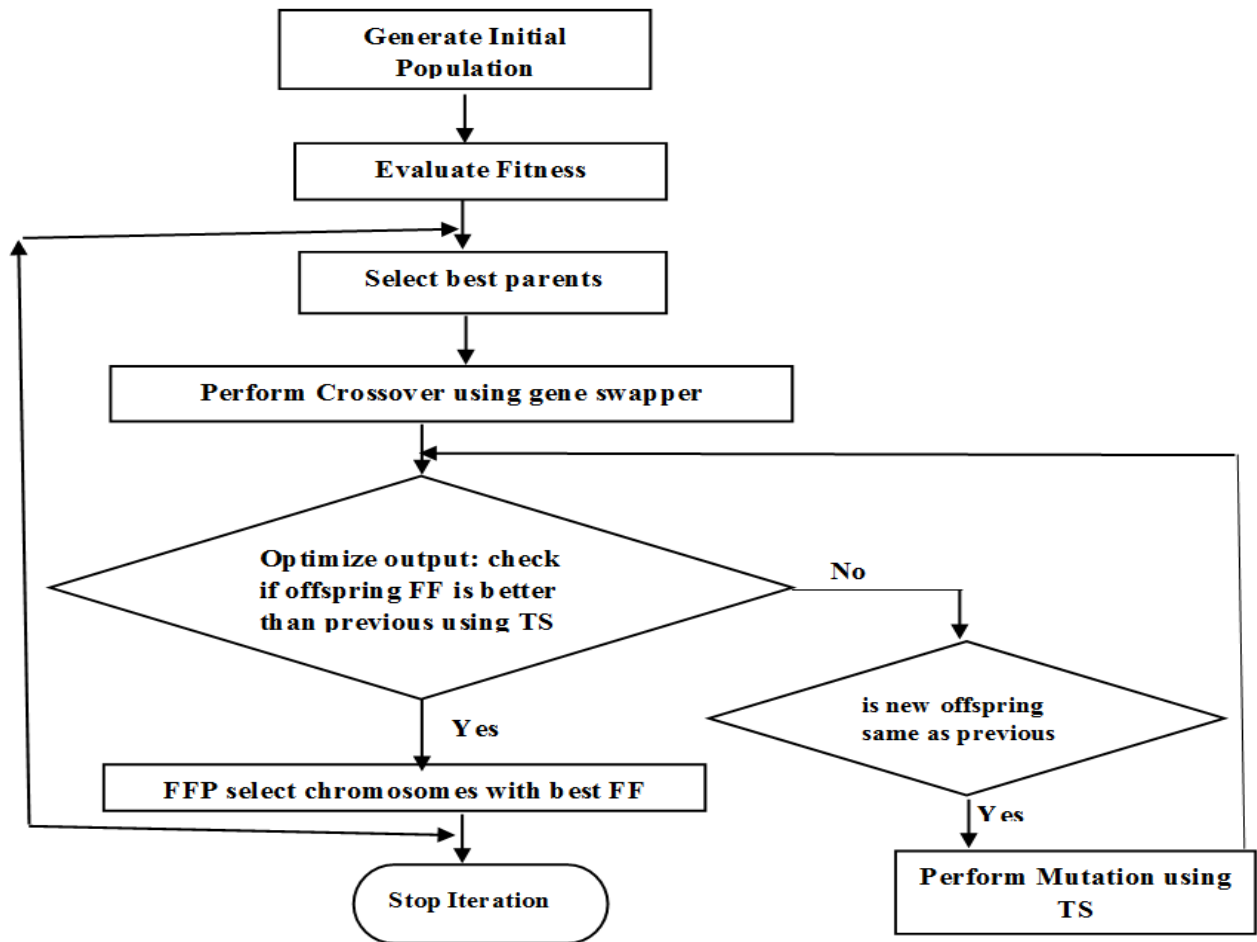 Generate Initial
Population
Evaluate Fitness
Select best parents
Perform Crossover using gene swapper
Optimize output: check
if offspring FF is better
than previous using TS
No
is new offspring
same as previous
Yes
FFP select chromosomes with best FF
Yes
Perform Mutation using
TS
Stop Iteration